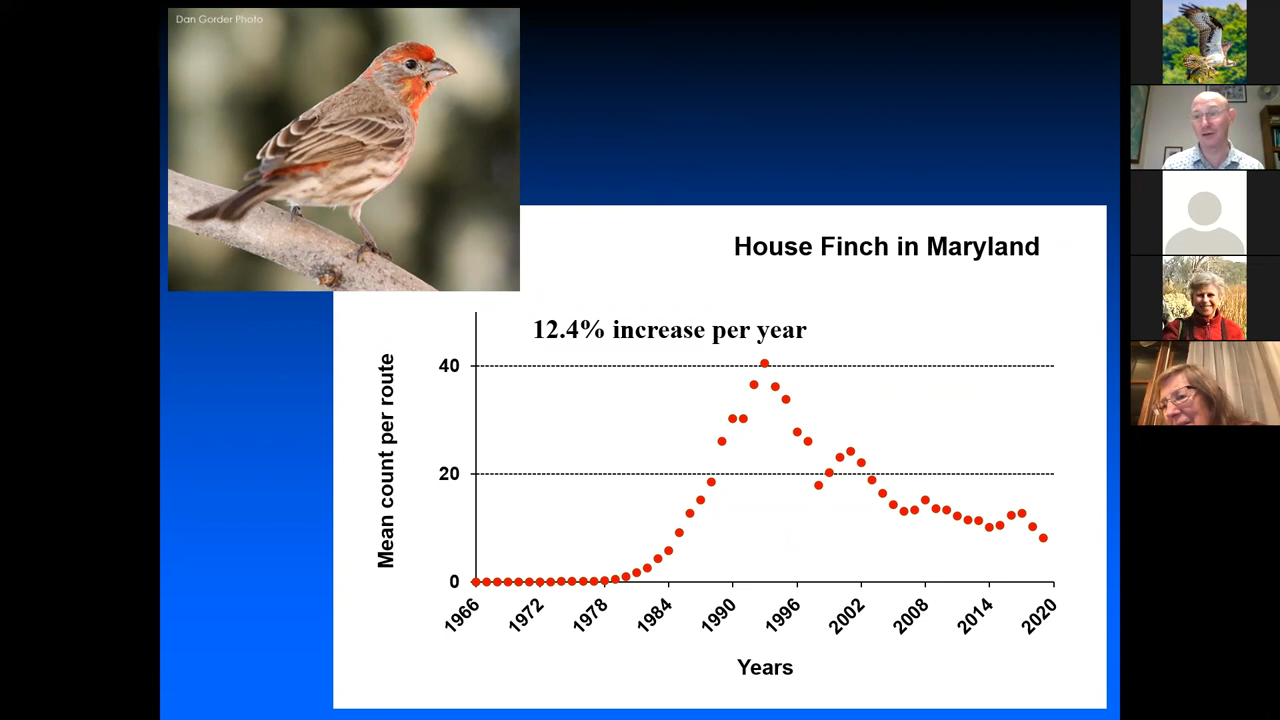 Dan Gorder Photo
House Finch in Maryland
12.4% increase per year
Mean count per route
40
20
0
1966
1972
1978
1984
1990
1996
2002
2008
2014
2020
Years